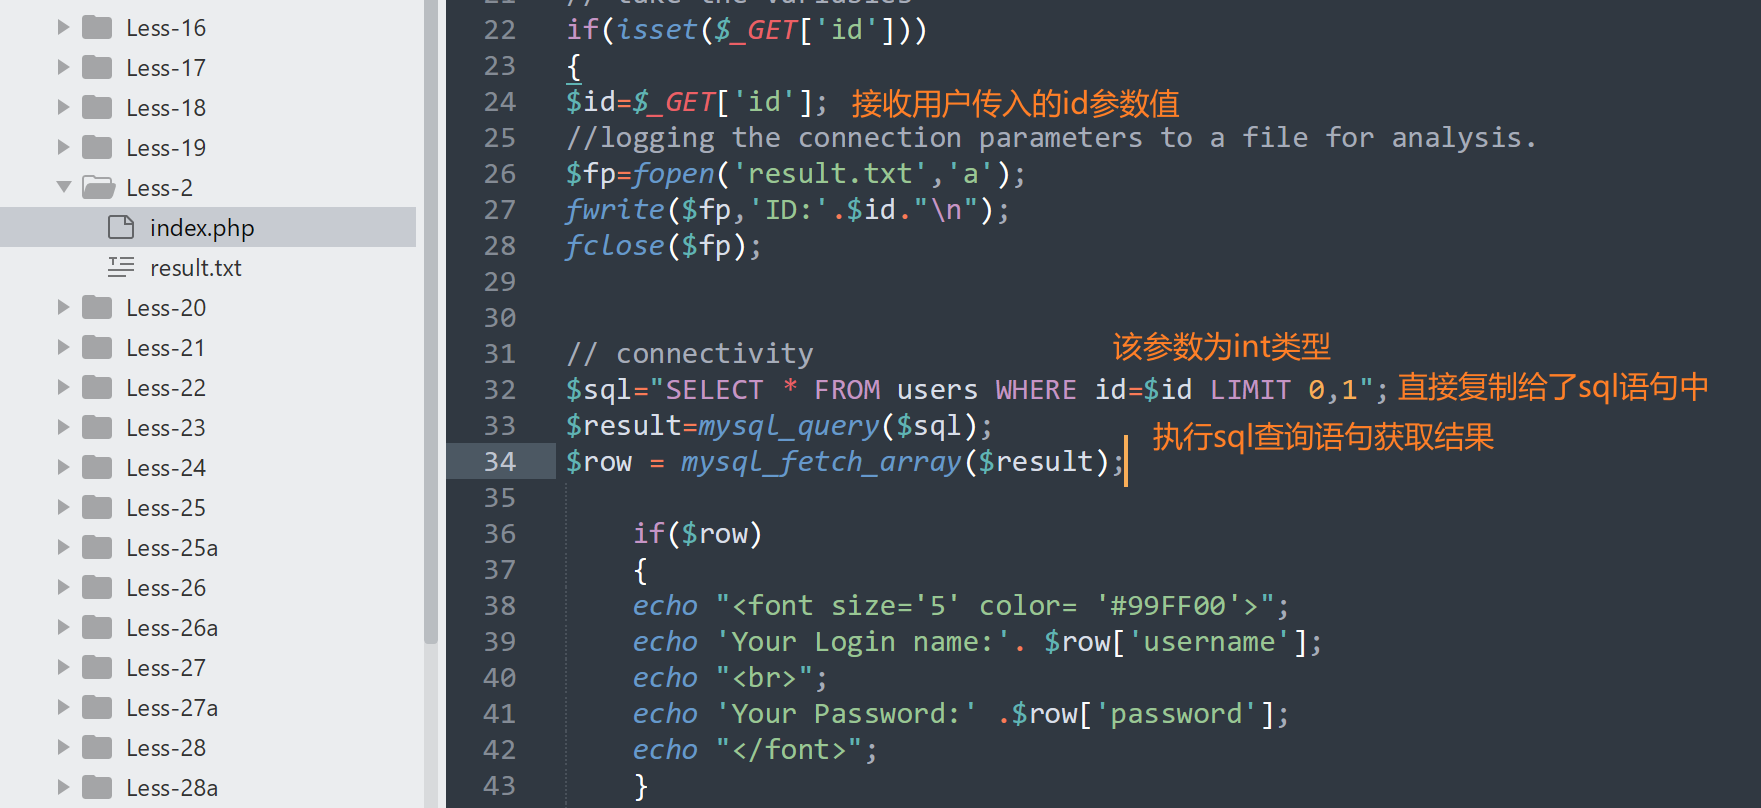 Less-16
Less-17
Less-18
Less-19
Less-2
index.php
result.txt
Less-20
Less-21
Less-22
Less-23
Less-24
Less-25
Less-25a
Less-26
Less-26a
Less-27
Less-27a
Less-28
Less-28a
21 // take the variables
22 if(isset($_GET['id']))
23 {
24 $id=$_GET['id']; 接收用户传入的id参数值
25 //logging the connection parameters to a file for analysis.
26 $fp=fopen('result.txt','a');
27 fwrite($fp,'ID:'.$id."\n");
28 fclose($fp);
29
30
31 // connectivity 该参数为int类型
32 $sql="SELECT * FROM users WHERE id=$id LIMIT 0,1"; 直接复制给了sql语句中
33 $result=mysql_query($sql); 执行sql查询语句获取结果
34 $row = mysql_fetch_array($result);
35
36 if($row)
37 {
38 echo "<font size='5' color= '#99FF00'>";
39 echo 'Your Login name:'. $row['username'];
40 echo "<br>";
41 echo 'Your Password:' .$row['password'];
42 echo "</font>";
43 }